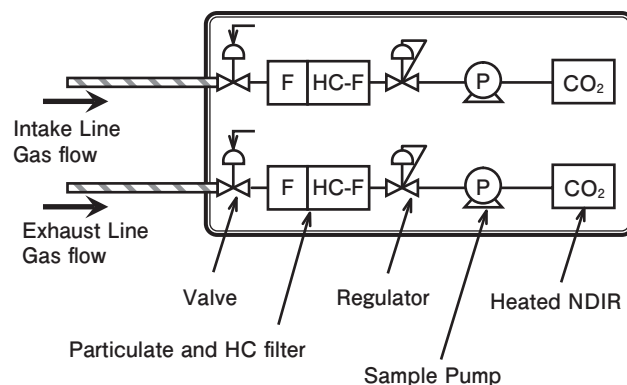 F HC-F P CO₂
Intake Line
Gas flow
F HC-F P CO₂
Exhaust Line
Gas flow
Valve Regulator Heated NDIR
Particulate and HC filter
Sample Pump